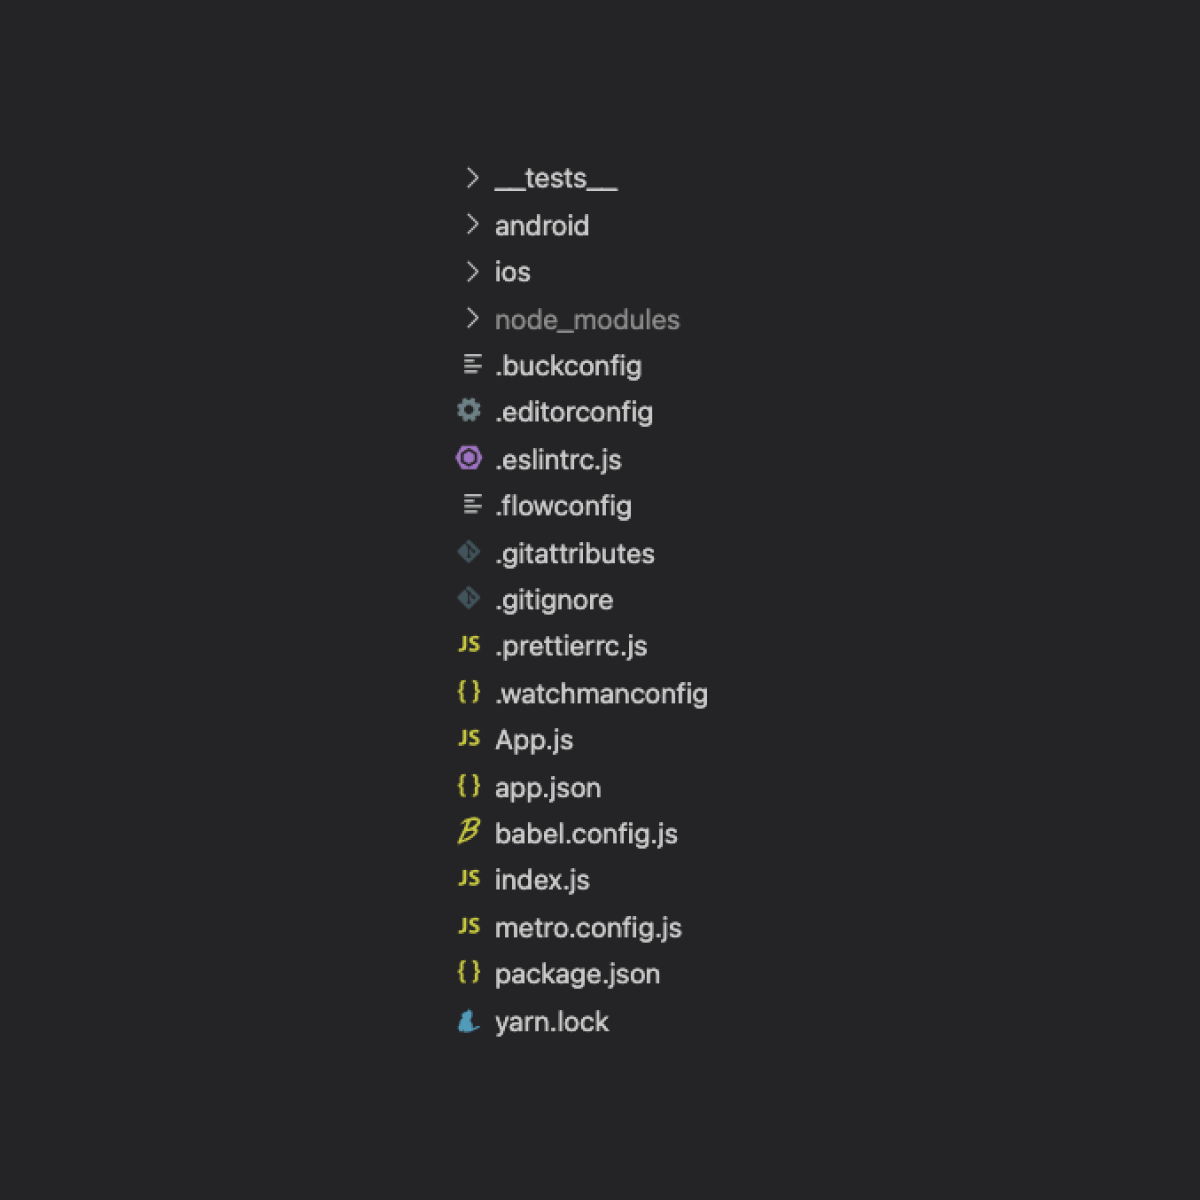 __tests__
android
ios
node_modules
.buckconfig
.editorconfig
.eslintrc.js
.flowconfig
.gitattributes
.gitignore
JS .prettierrc.js
{} .watchmanconfig
JS App.js
{} app.json
B babel.config.js
JS index.js
JS metro.config.js
{} package.json
yarn.lock